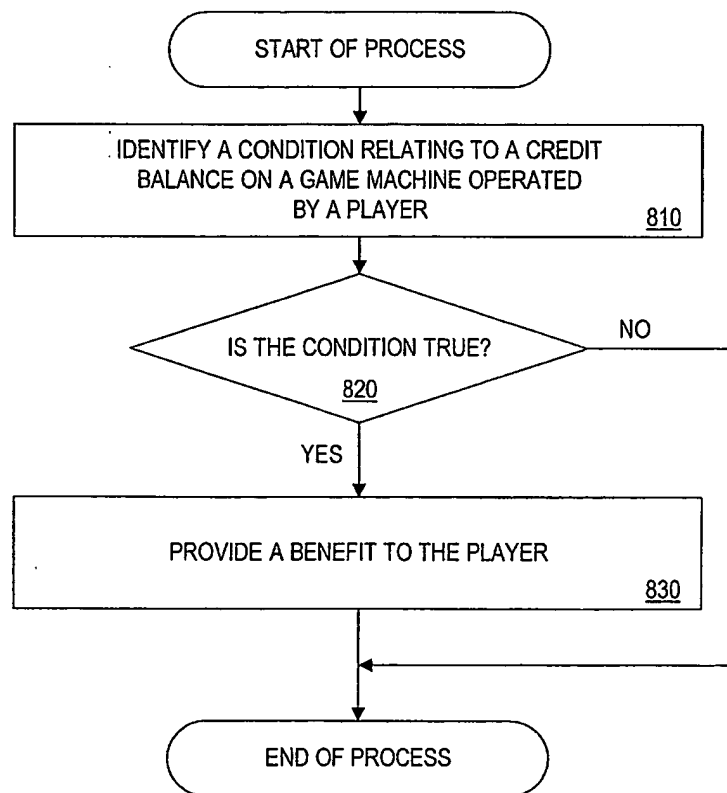 START OF PROCESS
IDENTIFY A CONDITION RELATING TO A CREDIT
BALANCE ON A GAME MACHINE OPERATED
BY A PLAYER
810
IS THE CONDITION TRUE?
NO
820
YES
PROVIDE A BENEFIT TO THE PLAYER
830
END OF PROCESS